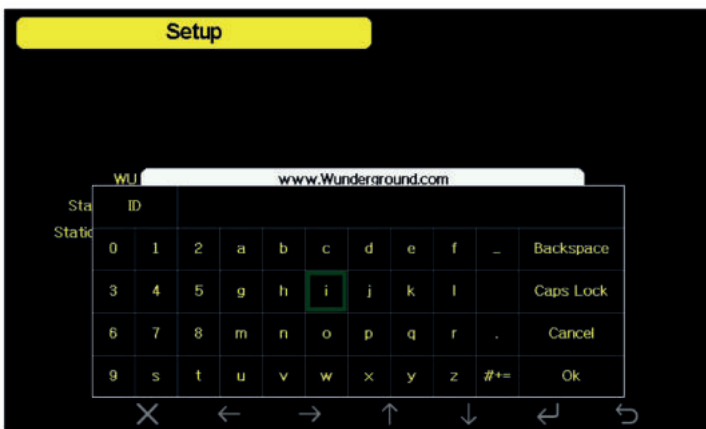 Setup
WU www.Wunderground.com
Sta ID
Static
0 1 2 a b c d e f _ Backspace
3 4 5 g h i j k l Caps Lock
6 7 8 m n o p q r . Cancel
9 s t u v w x y z #+= Ok